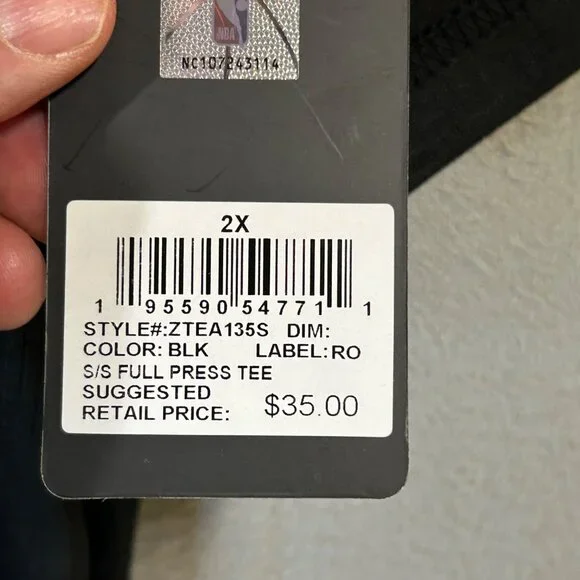 NBA
NC107243114
2X
1 95590 54771 1
STYLE#:ZTEA135S DIM:
COLOR: BLK LABEL:RO
S/S FULL PRESS TEE
SUGGESTED
RETAIL PRICE: $35.00